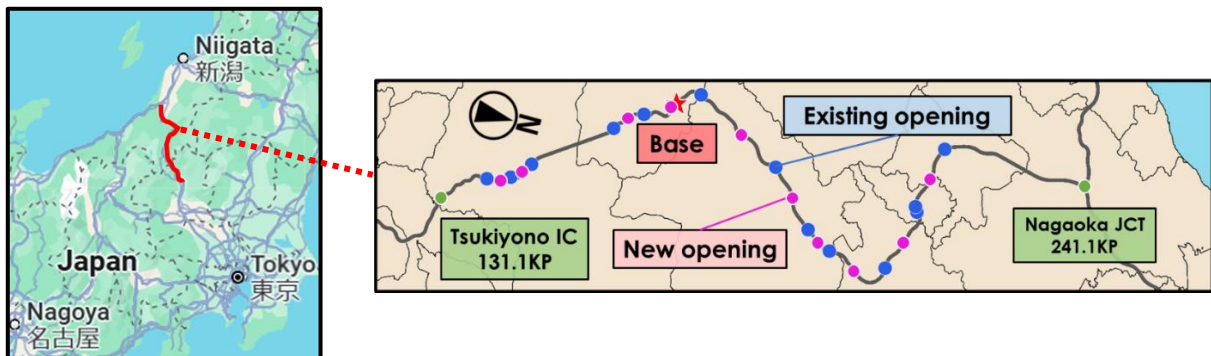 Niigata
新潟
Japan
Tokyo
東京
Nagoya
名古屋
N
Existing opening
Base
New opening
Tsukiyono IC
131.1KP
Nagaoka JCT
241.1KP